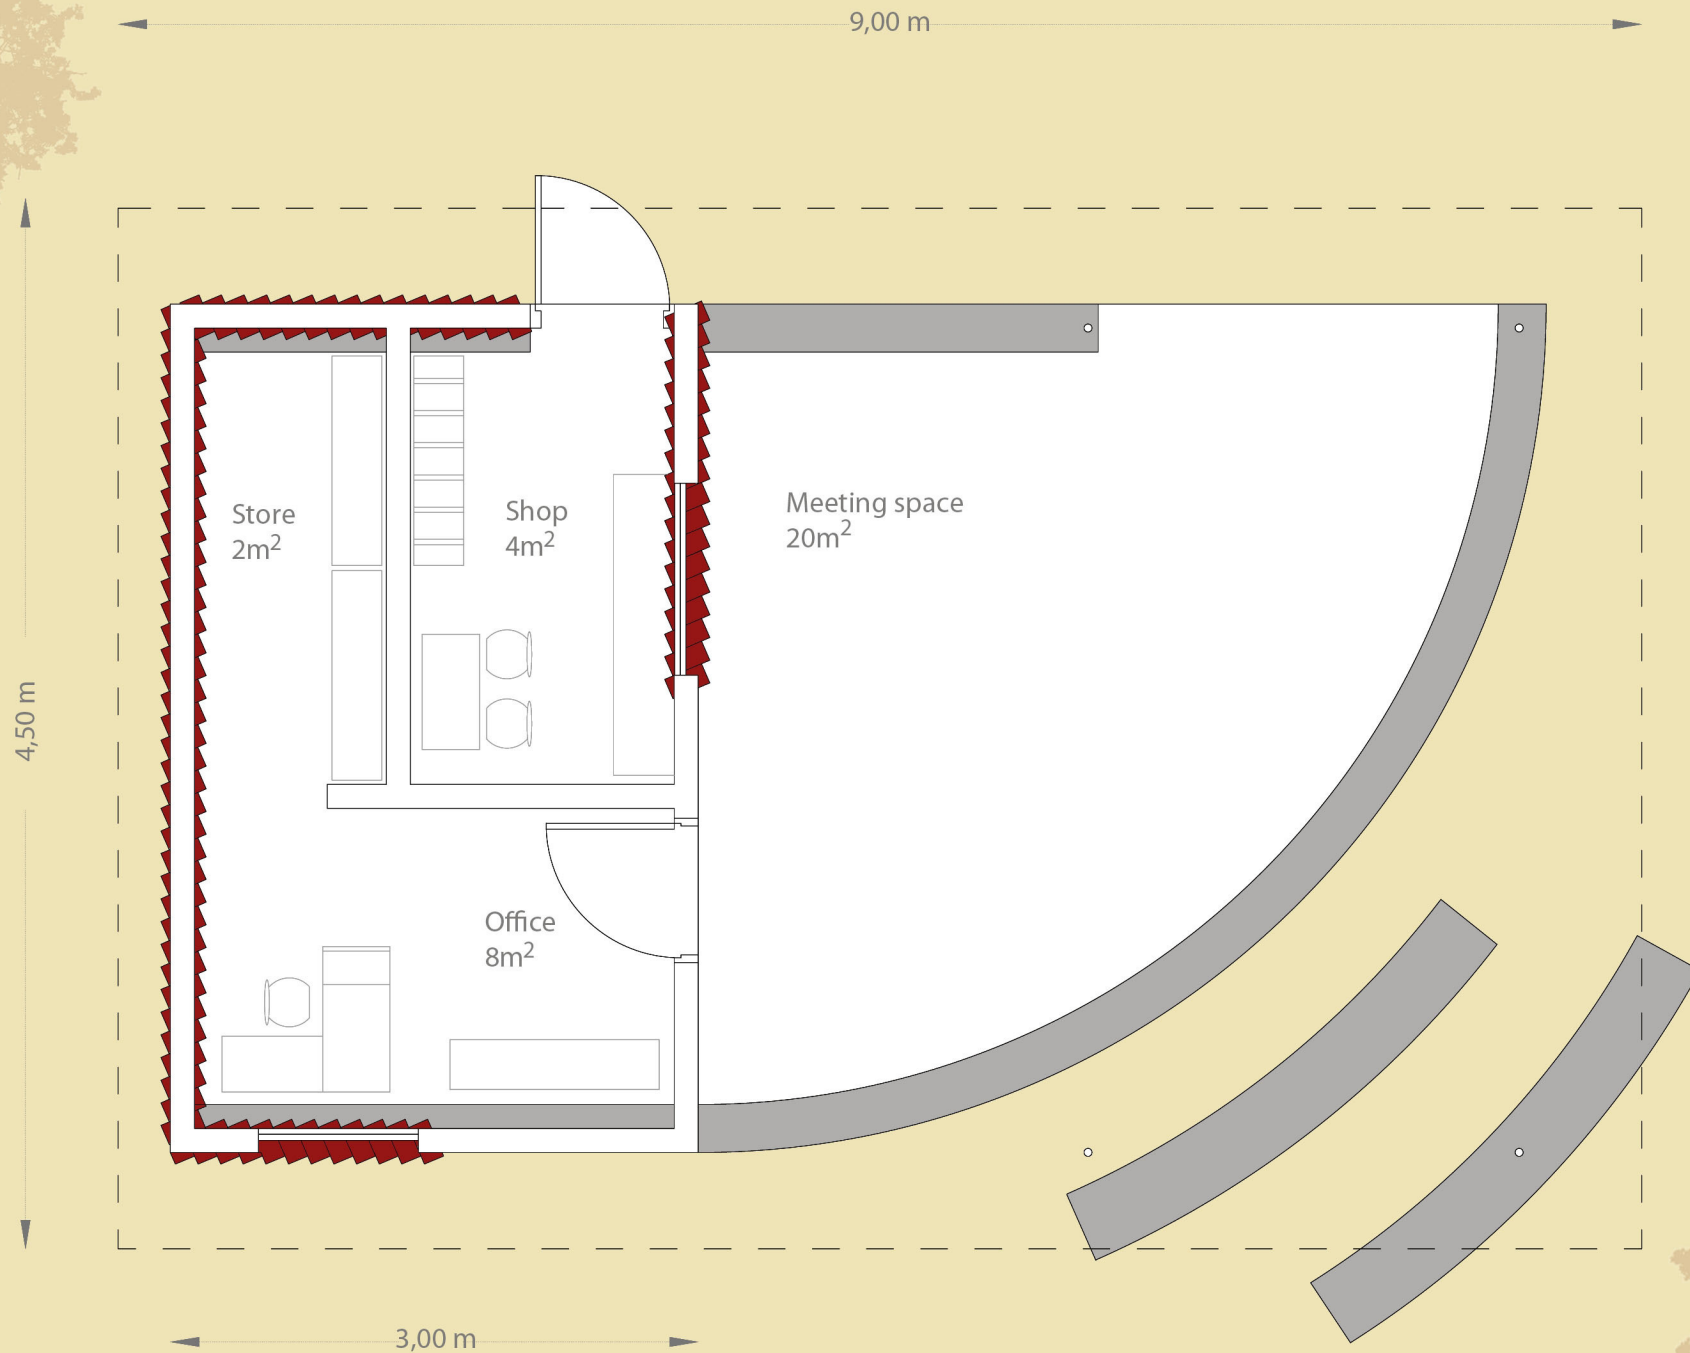 9,00 m
Store
2m²
Shop
4m²
Meeting space
20m²
4,50 m
Office
8m²
3,00 m